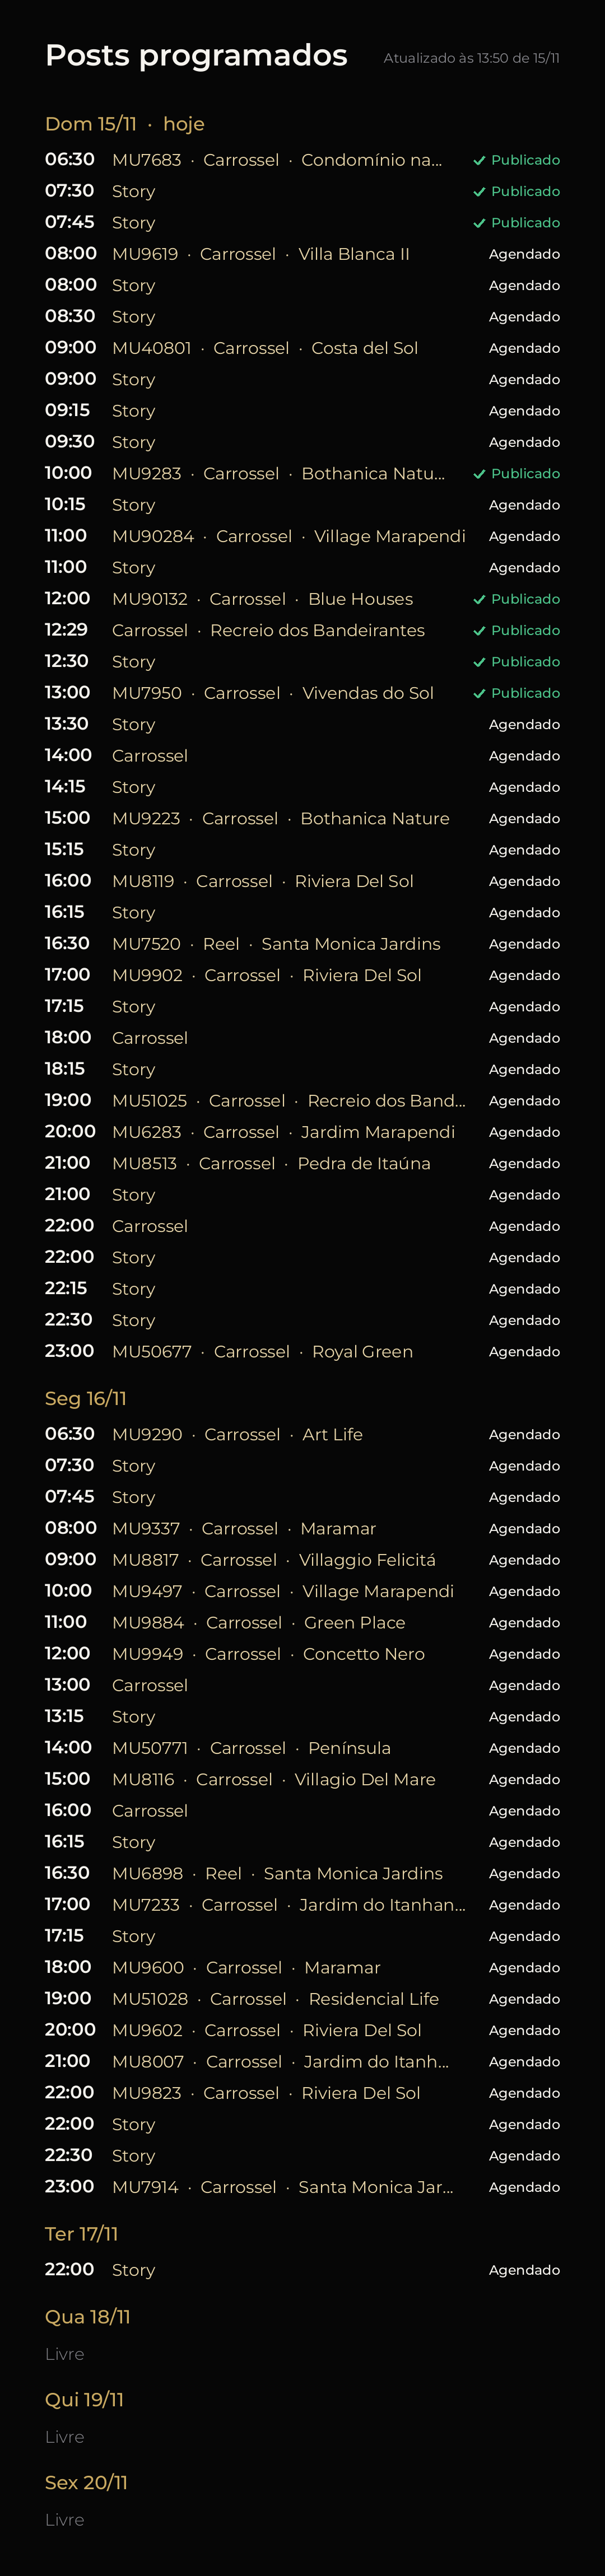 Posts programados Atualizado às 13:50 de 15/11
Dom 15/11 · hoje
06:30 MU7683 · Carrossel · Condomínio na... ✓ Publicado
07:30 Story ✓ Publicado
07:45 Story ✓ Publicado
08:00 MU9619 · Carrossel · Villa Blanca II Agendado
08:00 Story Agendado
08:30 Story Agendado
09:00 MU40801 · Carrossel · Costa del Sol Agendado
09:00 Story Agendado
09:15 Story Agendado
09:30 Story Agendado
10:00 MU9283 · Carrossel · Bothanica Natu... ✓ Publicado
10:15 Story Agendado
11:00 MU90284 · Carrossel · Village Marapendi Agendado
11:00 Story Agendado
12:00 MU90132 · Carrossel · Blue Houses ✓ Publicado
12:29 Carrossel · Recreio dos Bandeirantes ✓ Publicado
12:30 Story ✓ Publicado
13:00 MU7950 · Carrossel · Vivendas do Sol ✓ Publicado
13:30 Story Agendado
14:00 Carrossel Agendado
14:15 Story Agendado
15:00 MU9223 · Carrossel · Bothanica Nature Agendado
15:15 Story Agendado
16:00 MU8119 · Carrossel · Riviera Del Sol Agendado
16:15 Story Agendado
16:30 MU7520 · Reel · Santa Monica Jardins Agendado
17:00 MU9902 · Carrossel · Riviera Del Sol Agendado
17:15 Story Agendado
18:00 Carrossel Agendado
18:15 Story Agendado
19:00 MU51025 · Carrossel · Recreio dos Band... Agendado
20:00 MU6283 · Carrossel · Jardim Marapendi Agendado
21:00 MU8513 · Carrossel · Pedra de Itaúna Agendado
21:00 Story Agendado
22:00 Carrossel Agendado
22:00 Story Agendado
22:15 Story Agendado
22:30 Story Agendado
23:00 MU50677 · Carrossel · Royal Green Agendado
Seg 16/11
06:30 MU9290 · Carrossel · Art Life Agendado
07:30 Story Agendado
07:45 Story Agendado
08:00 MU9337 · Carrossel · Maramar Agendado
09:00 MU8817 · Carrossel · Villaggio Felicitá Agendado
10:00 MU9497 · Carrossel · Village Marapendi Agendado
11:00 MU9884 · Carrossel · Green Place Agendado
12:00 MU9949 · Carrossel · Concetto Nero Agendado
13:00 Carrossel Agendado
13:15 Story Agendado
14:00 MU50771 · Carrossel · Península Agendado
15:00 MU8116 · Carrossel · Villagio Del Mare Agendado
16:00 Carrossel Agendado
16:15 Story Agendado
16:30 MU6898 · Reel · Santa Monica Jardins Agendado
17:00 MU7233 · Carrossel · Jardim do Itanhan... Agendado
17:15 Story Agendado
18:00 MU9600 · Carrossel · Maramar Agendado
19:00 MU51028 · Carrossel · Residencial Life Agendado
20:00 MU9602 · Carrossel · Riviera Del Sol Agendado
21:00 MU8007 · Carrossel · Jardim do Itanh... Agendado
22:00 MU9823 · Carrossel · Riviera Del Sol Agendado
22:00 Story Agendado
22:30 Story Agendado
23:00 MU7914 · Carrossel · Santa Monica Jar... Agendado
Ter 17/11
22:00 Story Agendado
Qua 18/11
Livre
Qui 19/11
Livre
Sex 20/11
Livre